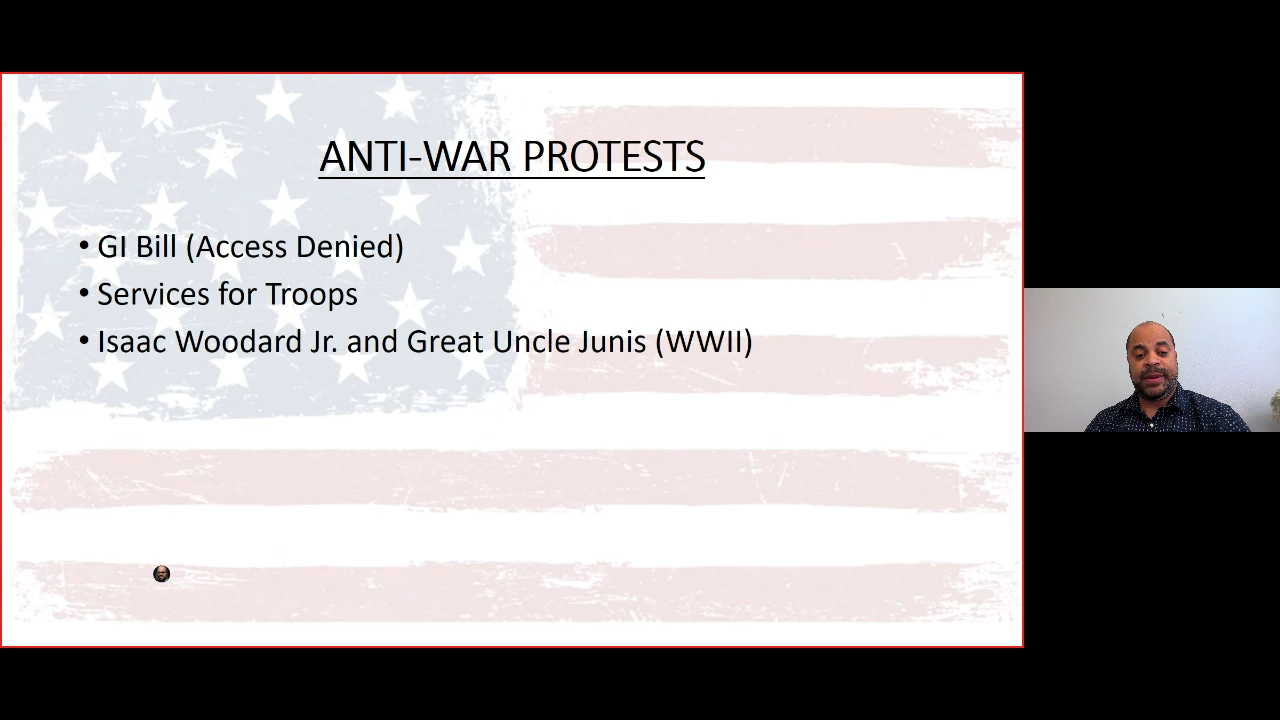 ANTI-WAR PROTESTS
• GI Bill (Access Denied)
• Services for Troops
• Isaac Woodard Jr. and Great Uncle Junis (WWII)